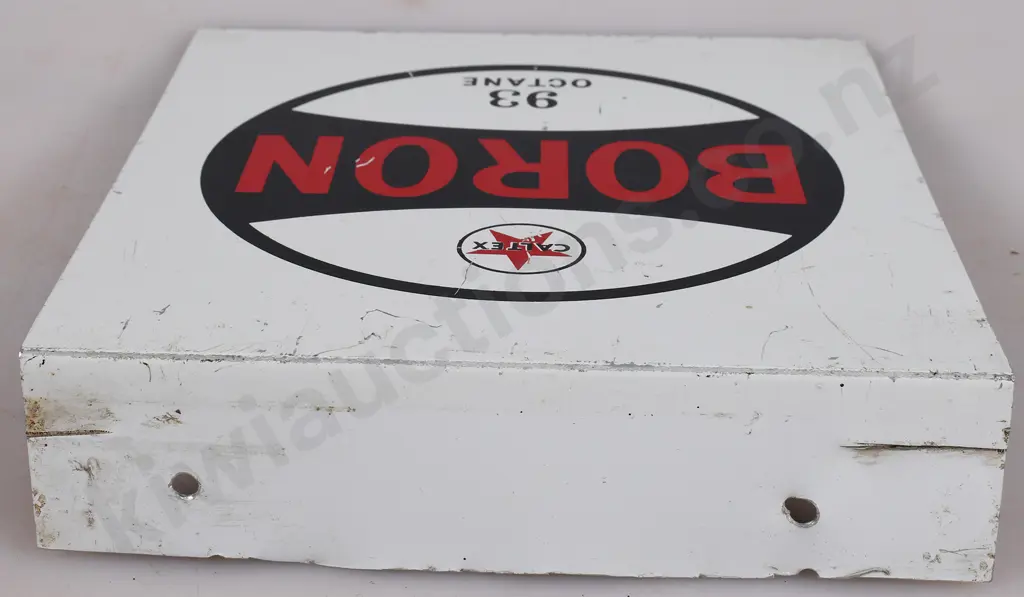 CALTEX
BORON
93
OCTANE
kiwiauctions.co.nz